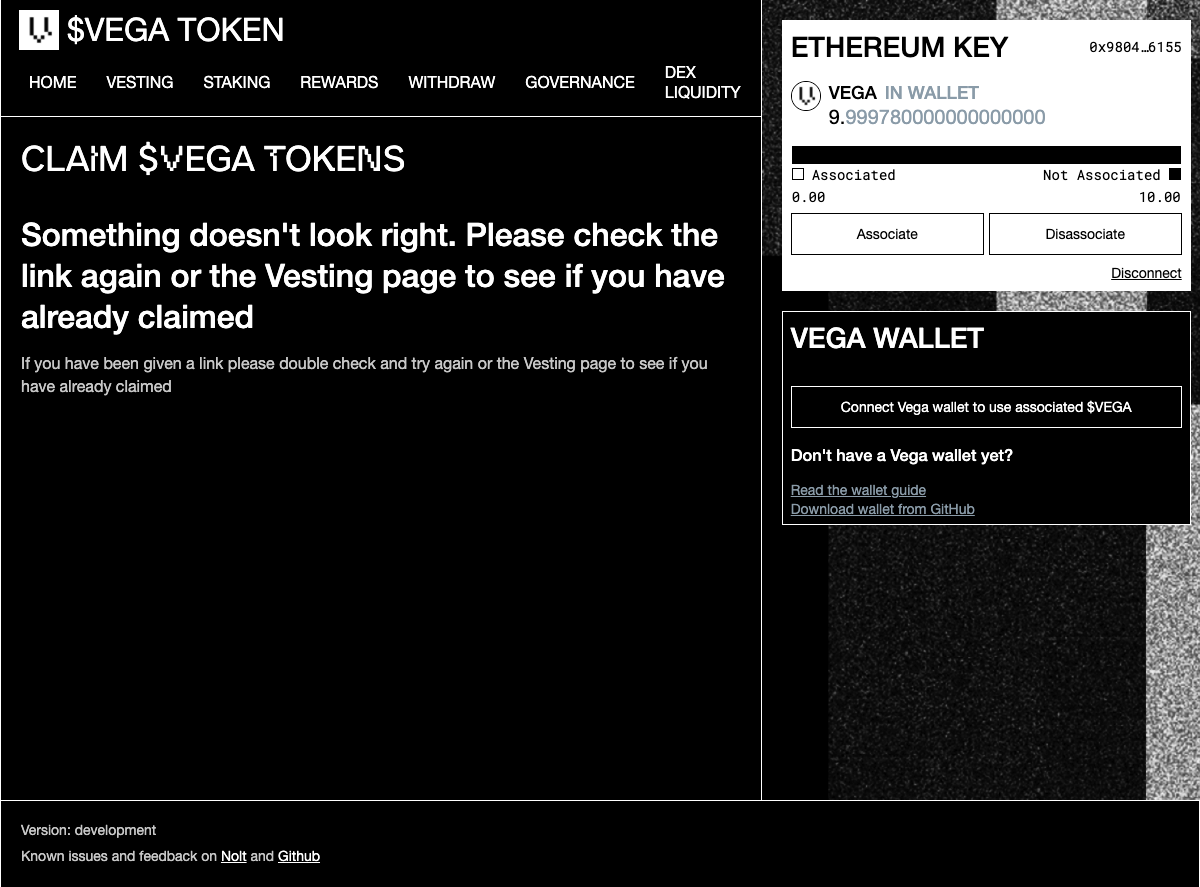 $VEGA TOKEN
HOME VESTING STAKING REWARDS WITHDRAW GOVERNANCE DEX LIQUIDITY
CLAIM $VEGA TOKENS
Something doesn't look right. Please check the
link again or the Vesting page to see if you have
already claimed
If you have been given a link please double check and try again or the Vesting page to see if you
have already claimed
ETHEREUM KEY 0x9804…6155
VEGA IN WALLET
9.999780000000000000
Associated Not Associated
0.00 10.00
Associate Disassociate
Disconnect
VEGA WALLET
Connect Vega wallet to use associated $VEGA
Don't have a Vega wallet yet?
Read the wallet guide
Download wallet from GitHub
Version: development
Known issues and feedback on Nolt and Github